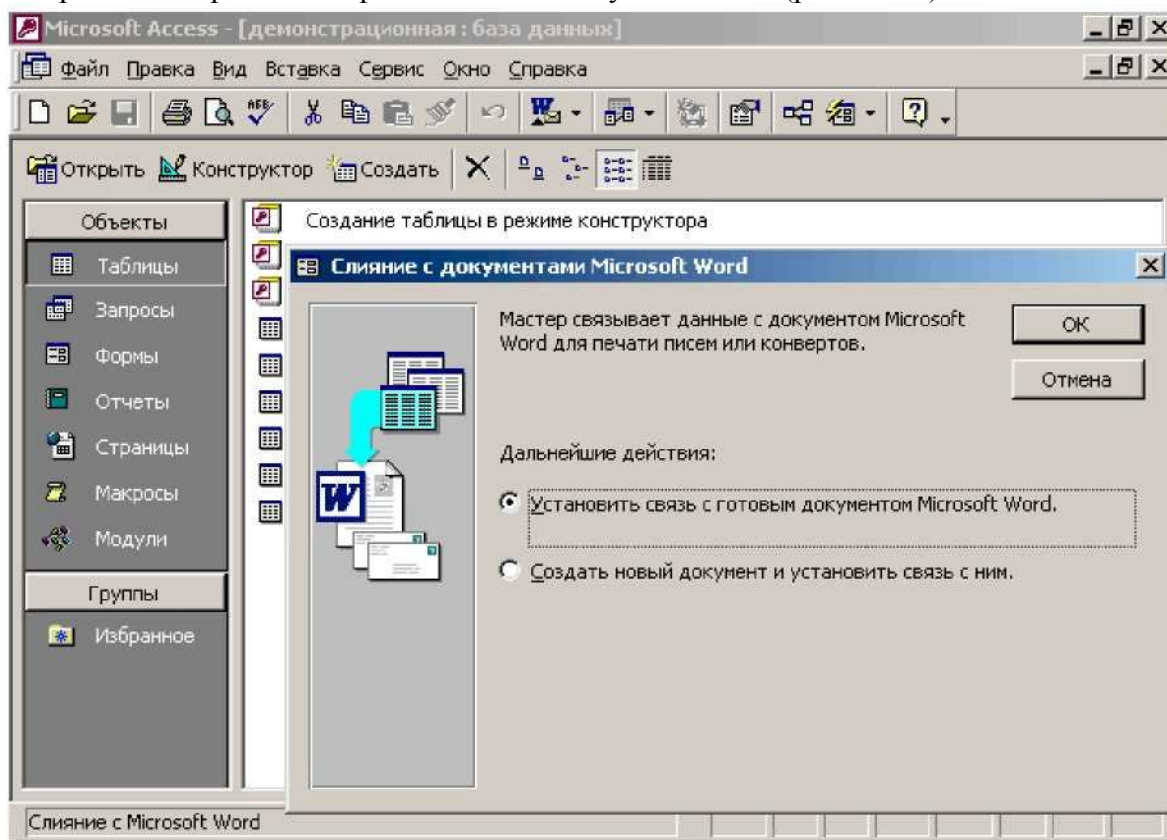 Microsoft Access - [демонстрационная : база данных]
Файл Правка Вид Вставка Сервис Окно Справка
Открыть Конструктор Создать
Объекты
Создание таблицы в режиме конструктора
Таблицы
Запросы
Формы
Отчеты
Страницы
Макросы
Модули
Группы
Избранное
Слияние с документами Microsoft Word
Мастер связывает данные с документом Microsoft
Word для печати писем или конвертов.
ОК
Отмена
Дальнейшие действия:
Установить связь с готовым документом Microsoft Word.
Создать новый документ и установить связь с ним.
Слияние с Microsoft Word